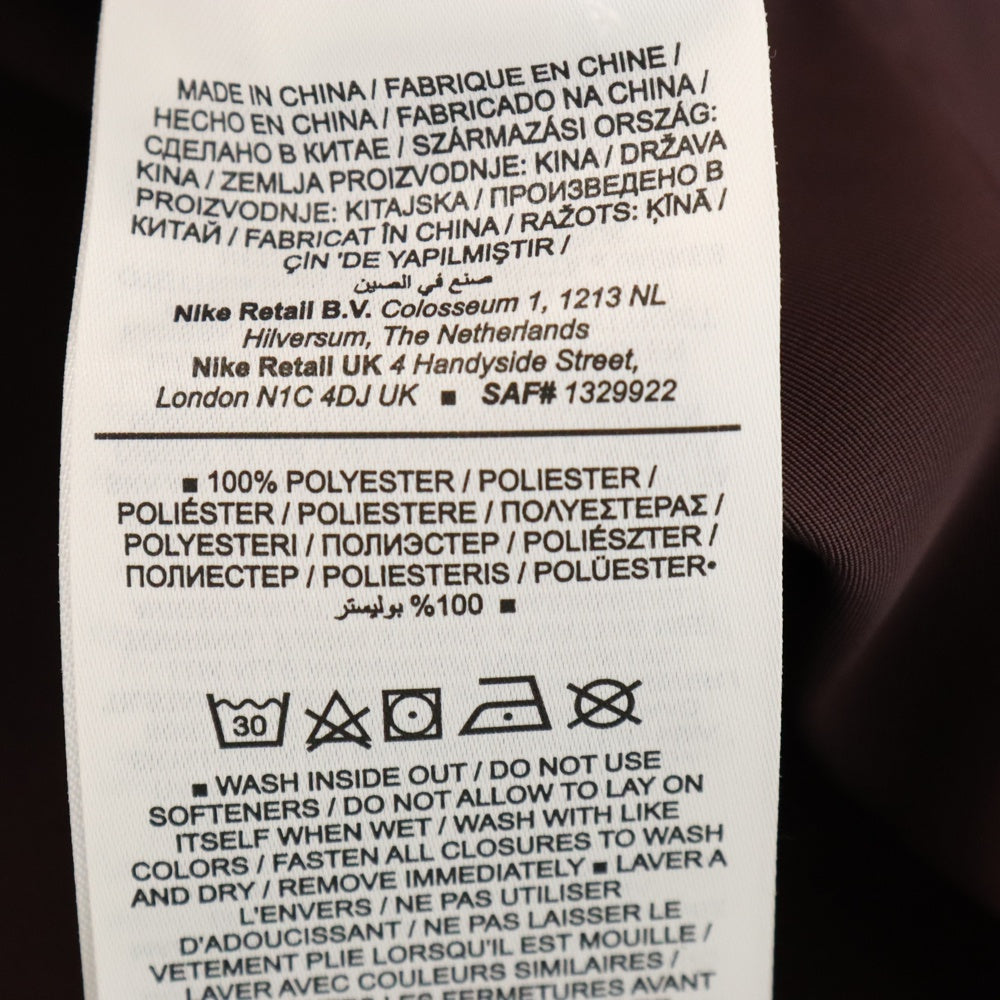 MADE IN CHINA / FABRIQUE EN CHINE /
HECHO EN CHINA / FABRICADO NA CHINA /
СДЕЛАНО В КИТАЕ / SZÁRMAZÁSI ORSZÁG:
KINA / ZEMLJA PROIZVODNJE: KINA / DRŽAVA
PROIZVODNJE: KITAJSKA / ПРОИЗВЕДЕНО В
КИТАЙ / FABRICAT ÎN CHINA / RAŽOTS: ĶĪNĀ /
ÇIN 'DE YAPILMIŞTIR /
صنع في الصين
Nike Retail B.V. Colosseum 1, 1213 NL
Hilversum, The Netherlands
Nike Retail UK 4 Handyside Street,
London N1C 4DJ UK ■ SAF# 1329922
■ 100% POLYESTER / POLIESTER /
POLIÉSTER / POLIESTERE / ΠΟΛΥΕΣΤΕΡΑΣ /
POLYESTERI / ПОЛИЭСТЕР / POLIÉSZTER /
ПОЛИЕСТЕР / POLIESTERIS / POLÜESTER•
100% بوليستر ■
30
■ WASH INSIDE OUT / DO NOT USE
SOFTENERS / DO NOT ALLOW TO LAY ON
ITSELF WHEN WET / WASH WITH LIKE
COLORS / FASTEN ALL CLOSURES TO WASH
AND DRY / REMOVE IMMEDIATELY ■ LAVER A
L'ENVERS / NE PAS UTILISER
D'ADOUCISSANT / NE PAS LAISSER LE
VETEMENT PLIE LORSQU'IL EST MOUILLE /
LAVER AVEC COULEURS SIMILAIRES /
LES FERMETURES AVANT